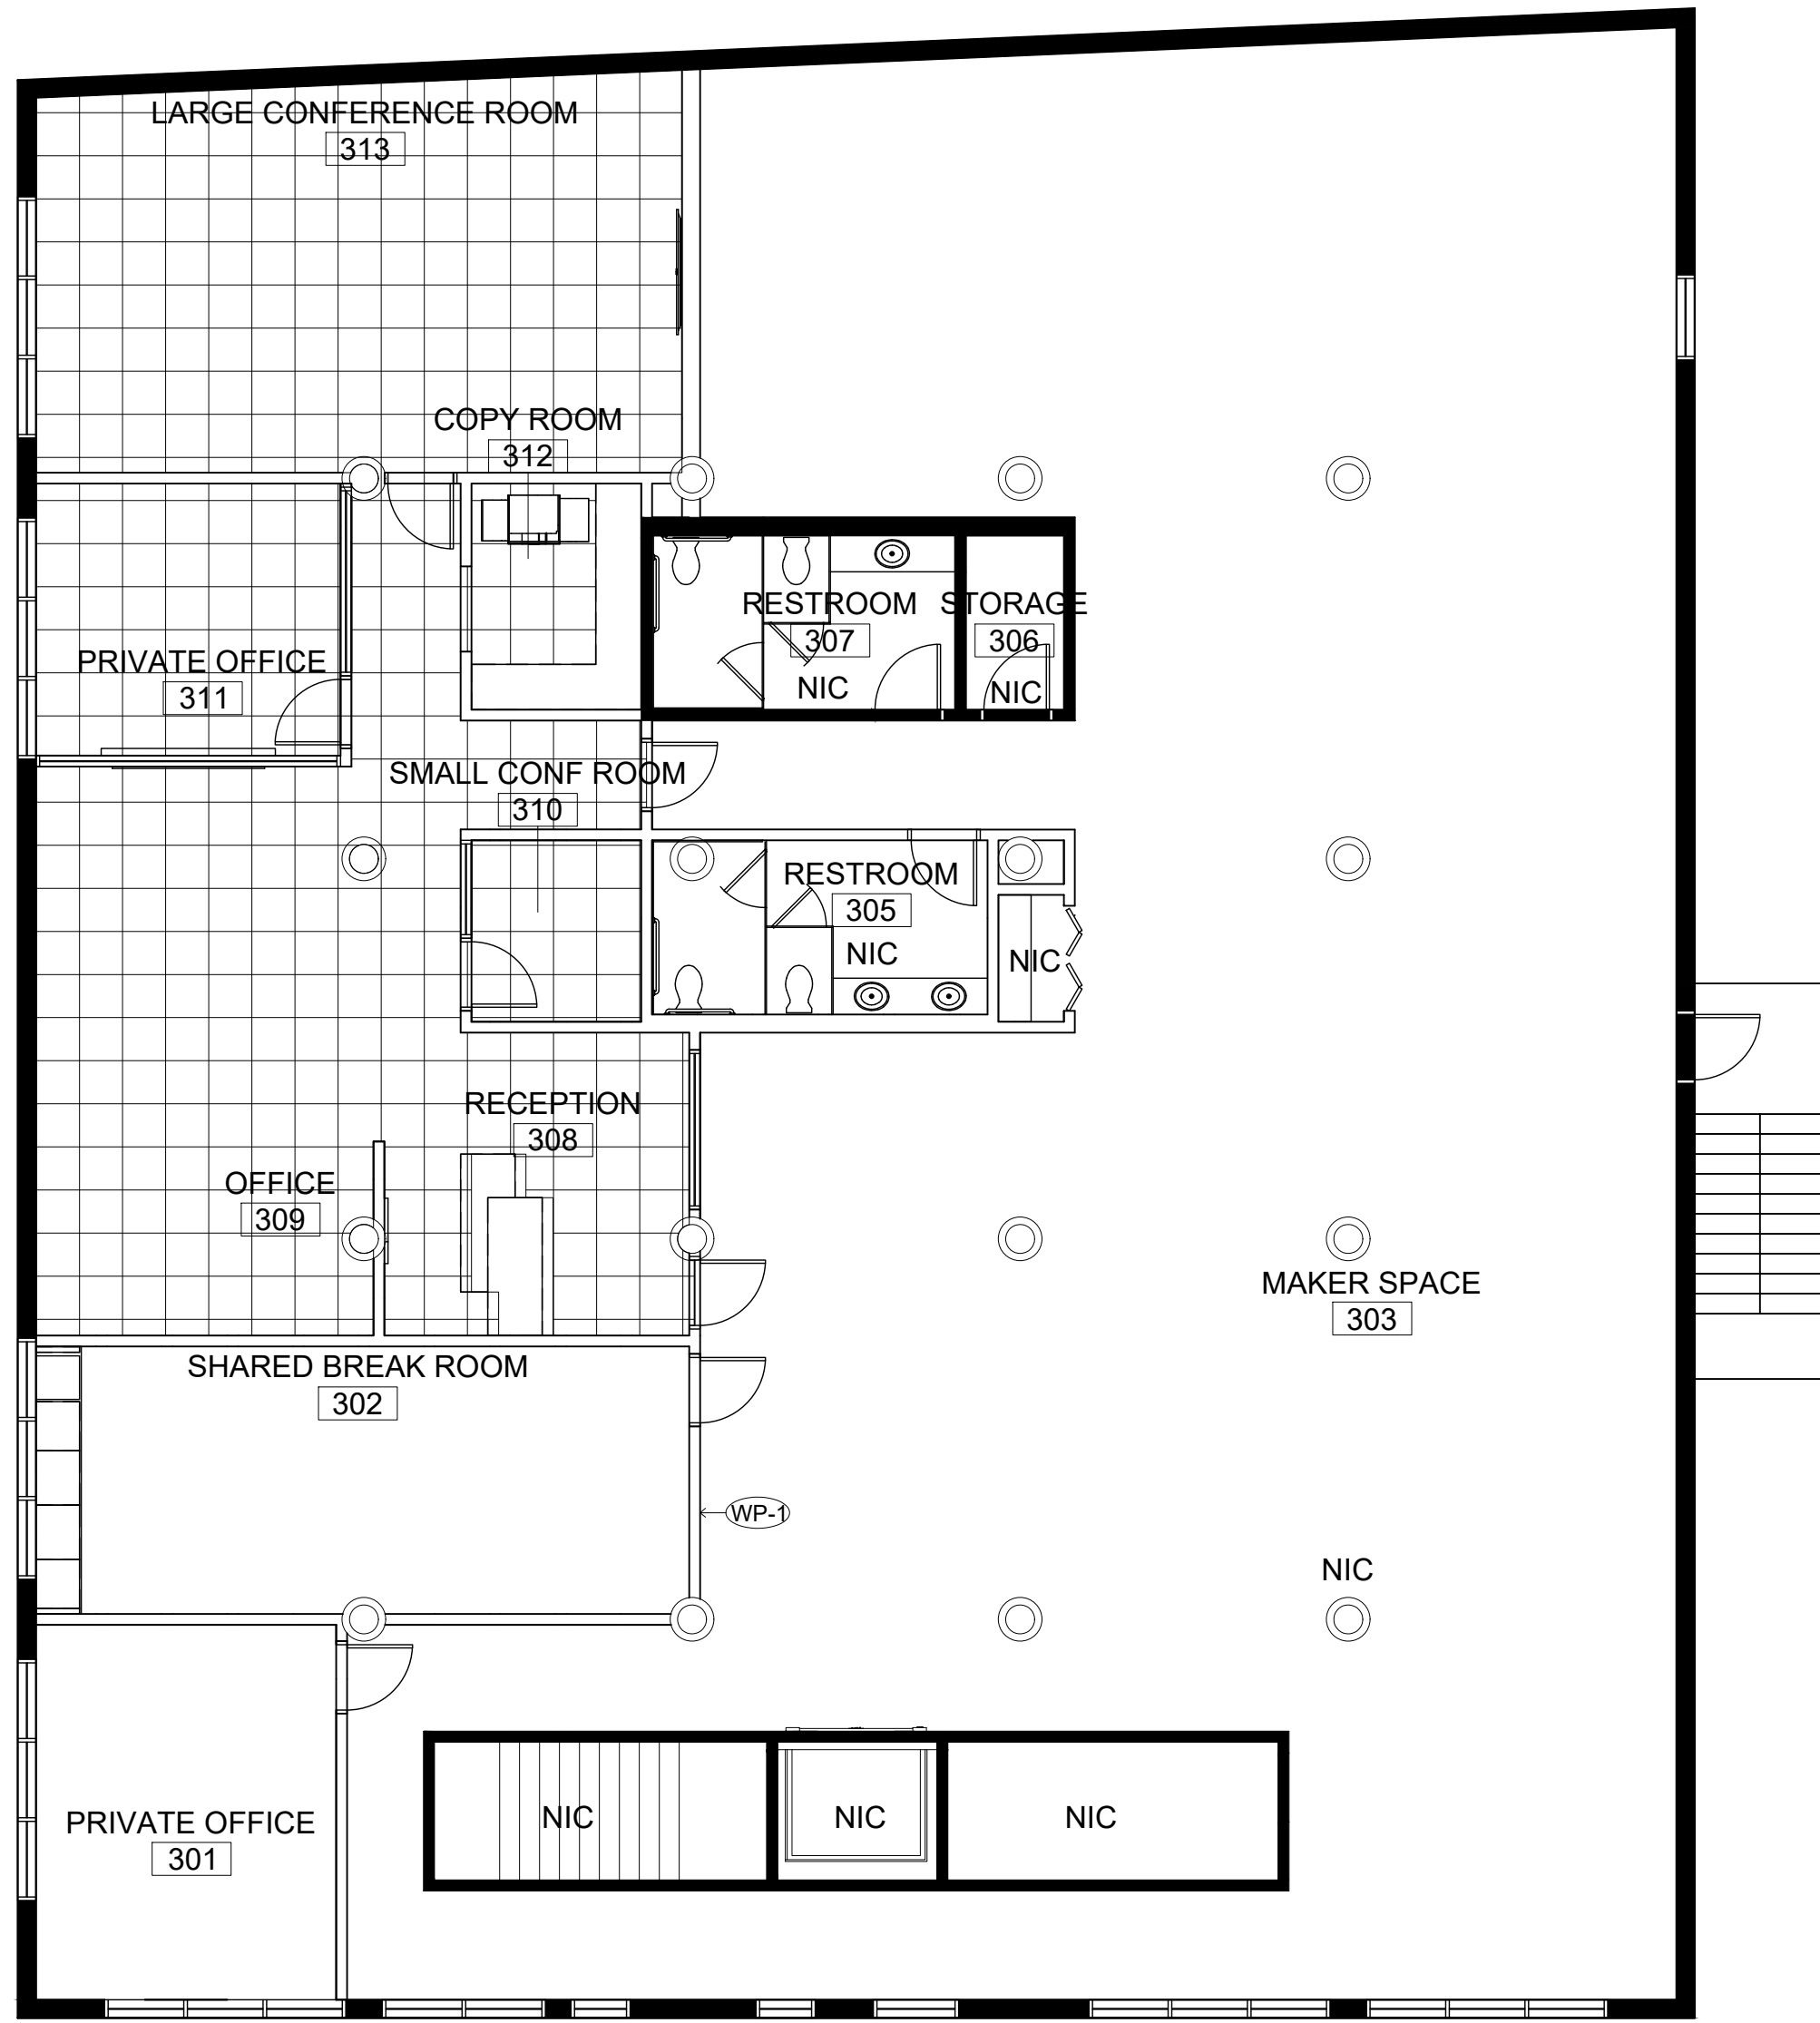 LARGE CONFERENCE ROOM
313
COPY ROOM
312
RESTROOM
307
NIC
STORAGE
306
NIC
PRIVATE OFFICE
311
SMALL CONF ROOM
310
RESTROOM
305
NIC
NIC
RECEPTION
308
OFFICE
309
MAKER SPACE
303
SHARED BREAK ROOM
302
WP-1
NIC
PRIVATE OFFICE
301
NIC
NIC
NIC